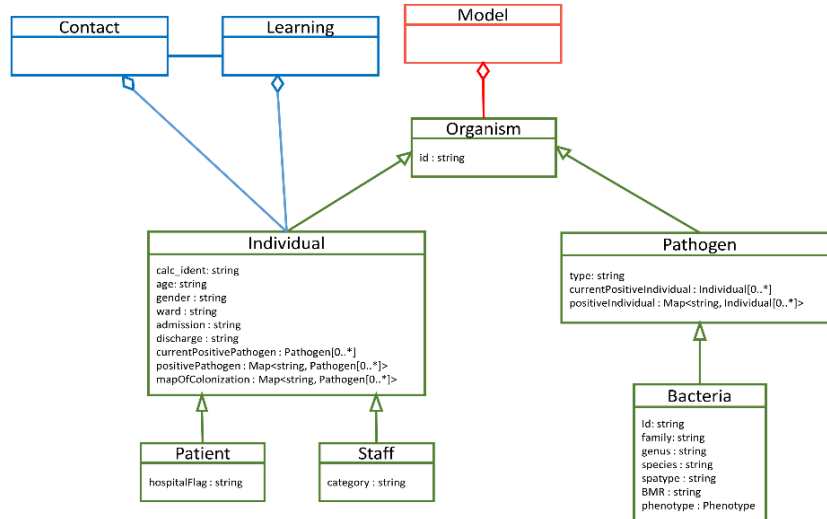 Contact
Learning
Model
Organism
id : string
Individual
calc_ident: string
age: string
gender : string
ward : string
admission : string
discharge : string
currentPositivePathogen : Pathogen[0..*]
positivePathogen : Map<string, Pathogen[0..*]>
mapOfColonization : Map<string, Pathogen[0..*]>
Pathogen
type: string
currentPositiveIndividual : Individual[0..*]
positiveIndividual : Map<string, Individual[0..*]>
Patient
hospitalFlag : string
Staff
category : string
Bacteria
Id: string
family: string
genus : string
species : string
spatype : string
BMR : string
phenotype : Phenotype